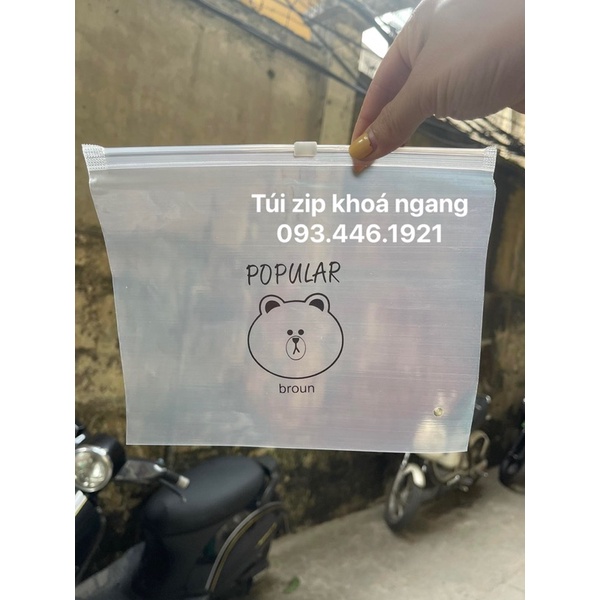 Túi zip khoá ngang
093.446.1921
POPULAR
broun